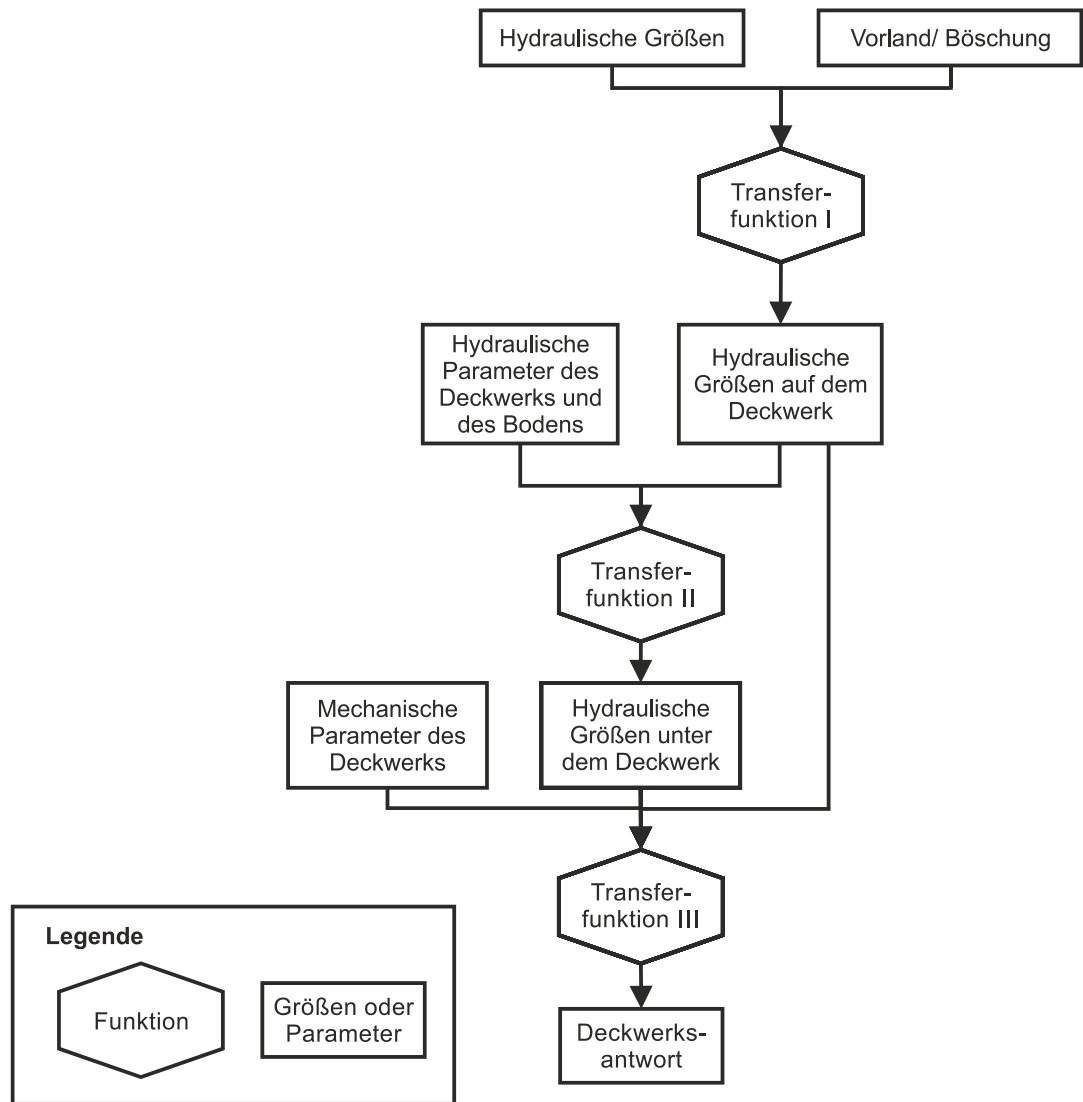 Hydraulische Größen
Vorland/ Böschung
Transfer-
funktion I
Hydraulische
Parameter des
Deckwerks und
des Bodens
Hydraulische
Größen auf dem
Deckwerk
Transfer-
funktion II
Mechanische
Parameter des
Deckwerks
Hydraulische
Größen unter
dem Deckwerk
Transfer-
funktion III
Deckwerks-
antwort
Legende
Funktion
Größen oder
Parameter